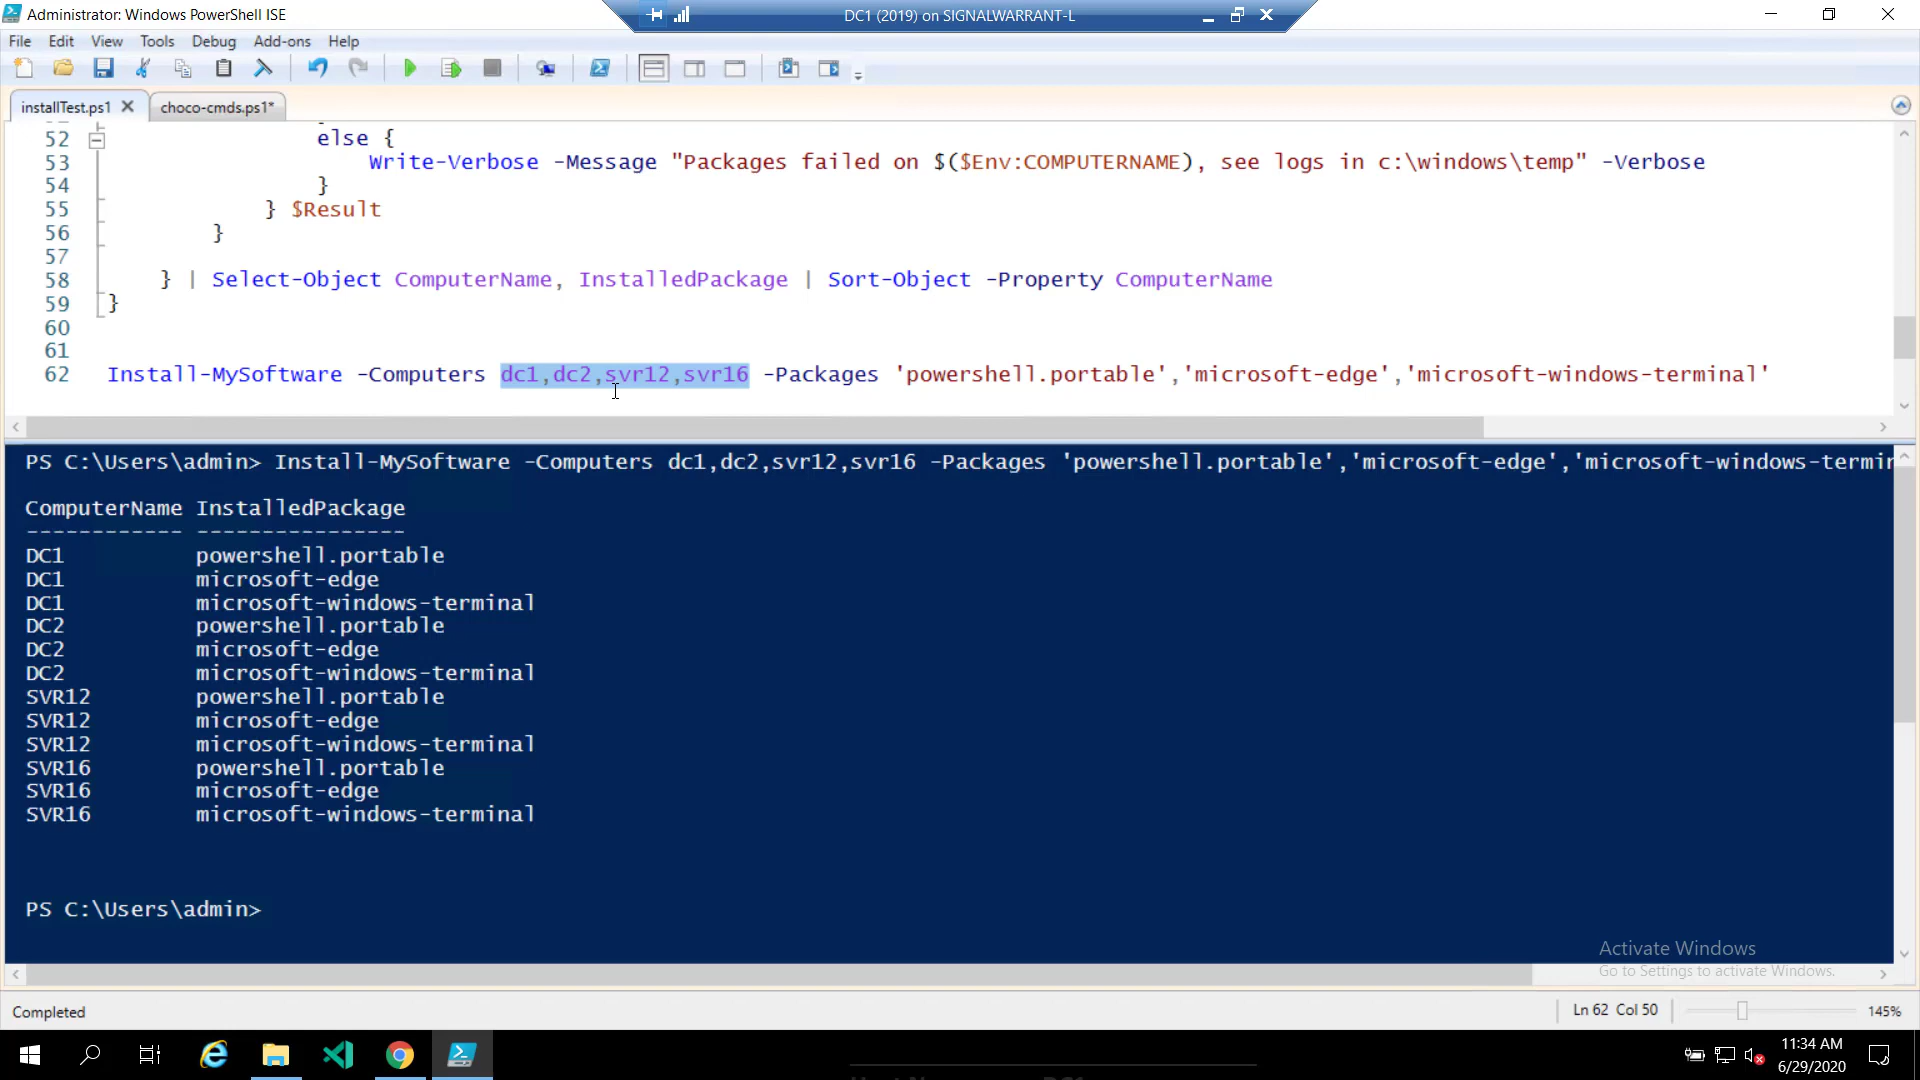 Administrator: Windows PowerShell ISE
DC1 (2019) on SIGNALWARRANT-L
File Edit View Tools Debug Add-ons Help
installTest.ps1 choco-cmds.ps1*
52 else {
53 Write-Verbose -Message "Packages failed on $($Env:COMPUTERNAME), see logs in c:\windows\temp" -Verbose
54 }
55 } $Result
56 }
57
58 } | Select-Object ComputerName, InstalledPackage | Sort-Object -Property ComputerName
59 }
60
61
62 Install-MySoftware -Computers dc1,dc2,svr12,svr16 -Packages 'powershell.portable','microsoft-edge','microsoft-windows-terminal'
PS C:\Users\admin> Install-MySoftware -Computers dc1,dc2,svr12,svr16 -Packages 'powershell.portable','microsoft-edge','microsoft-windows-termin
ComputerName InstalledPackage
------------ ----------------
DC1 powershell.portable
DC1 microsoft-edge
DC1 microsoft-windows-terminal
DC2 powershell.portable
DC2 microsoft-edge
DC2 microsoft-windows-terminal
SVR12 powershell.portable
SVR12 microsoft-edge
SVR12 microsoft-windows-terminal
SVR16 powershell.portable
SVR16 microsoft-edge
SVR16 microsoft-windows-terminal
PS C:\Users\admin>
Activate Windows
Go to Settings to activate Windows.
Completed
Ln 62 Col 50
145%
11:34 AM
6/29/2020